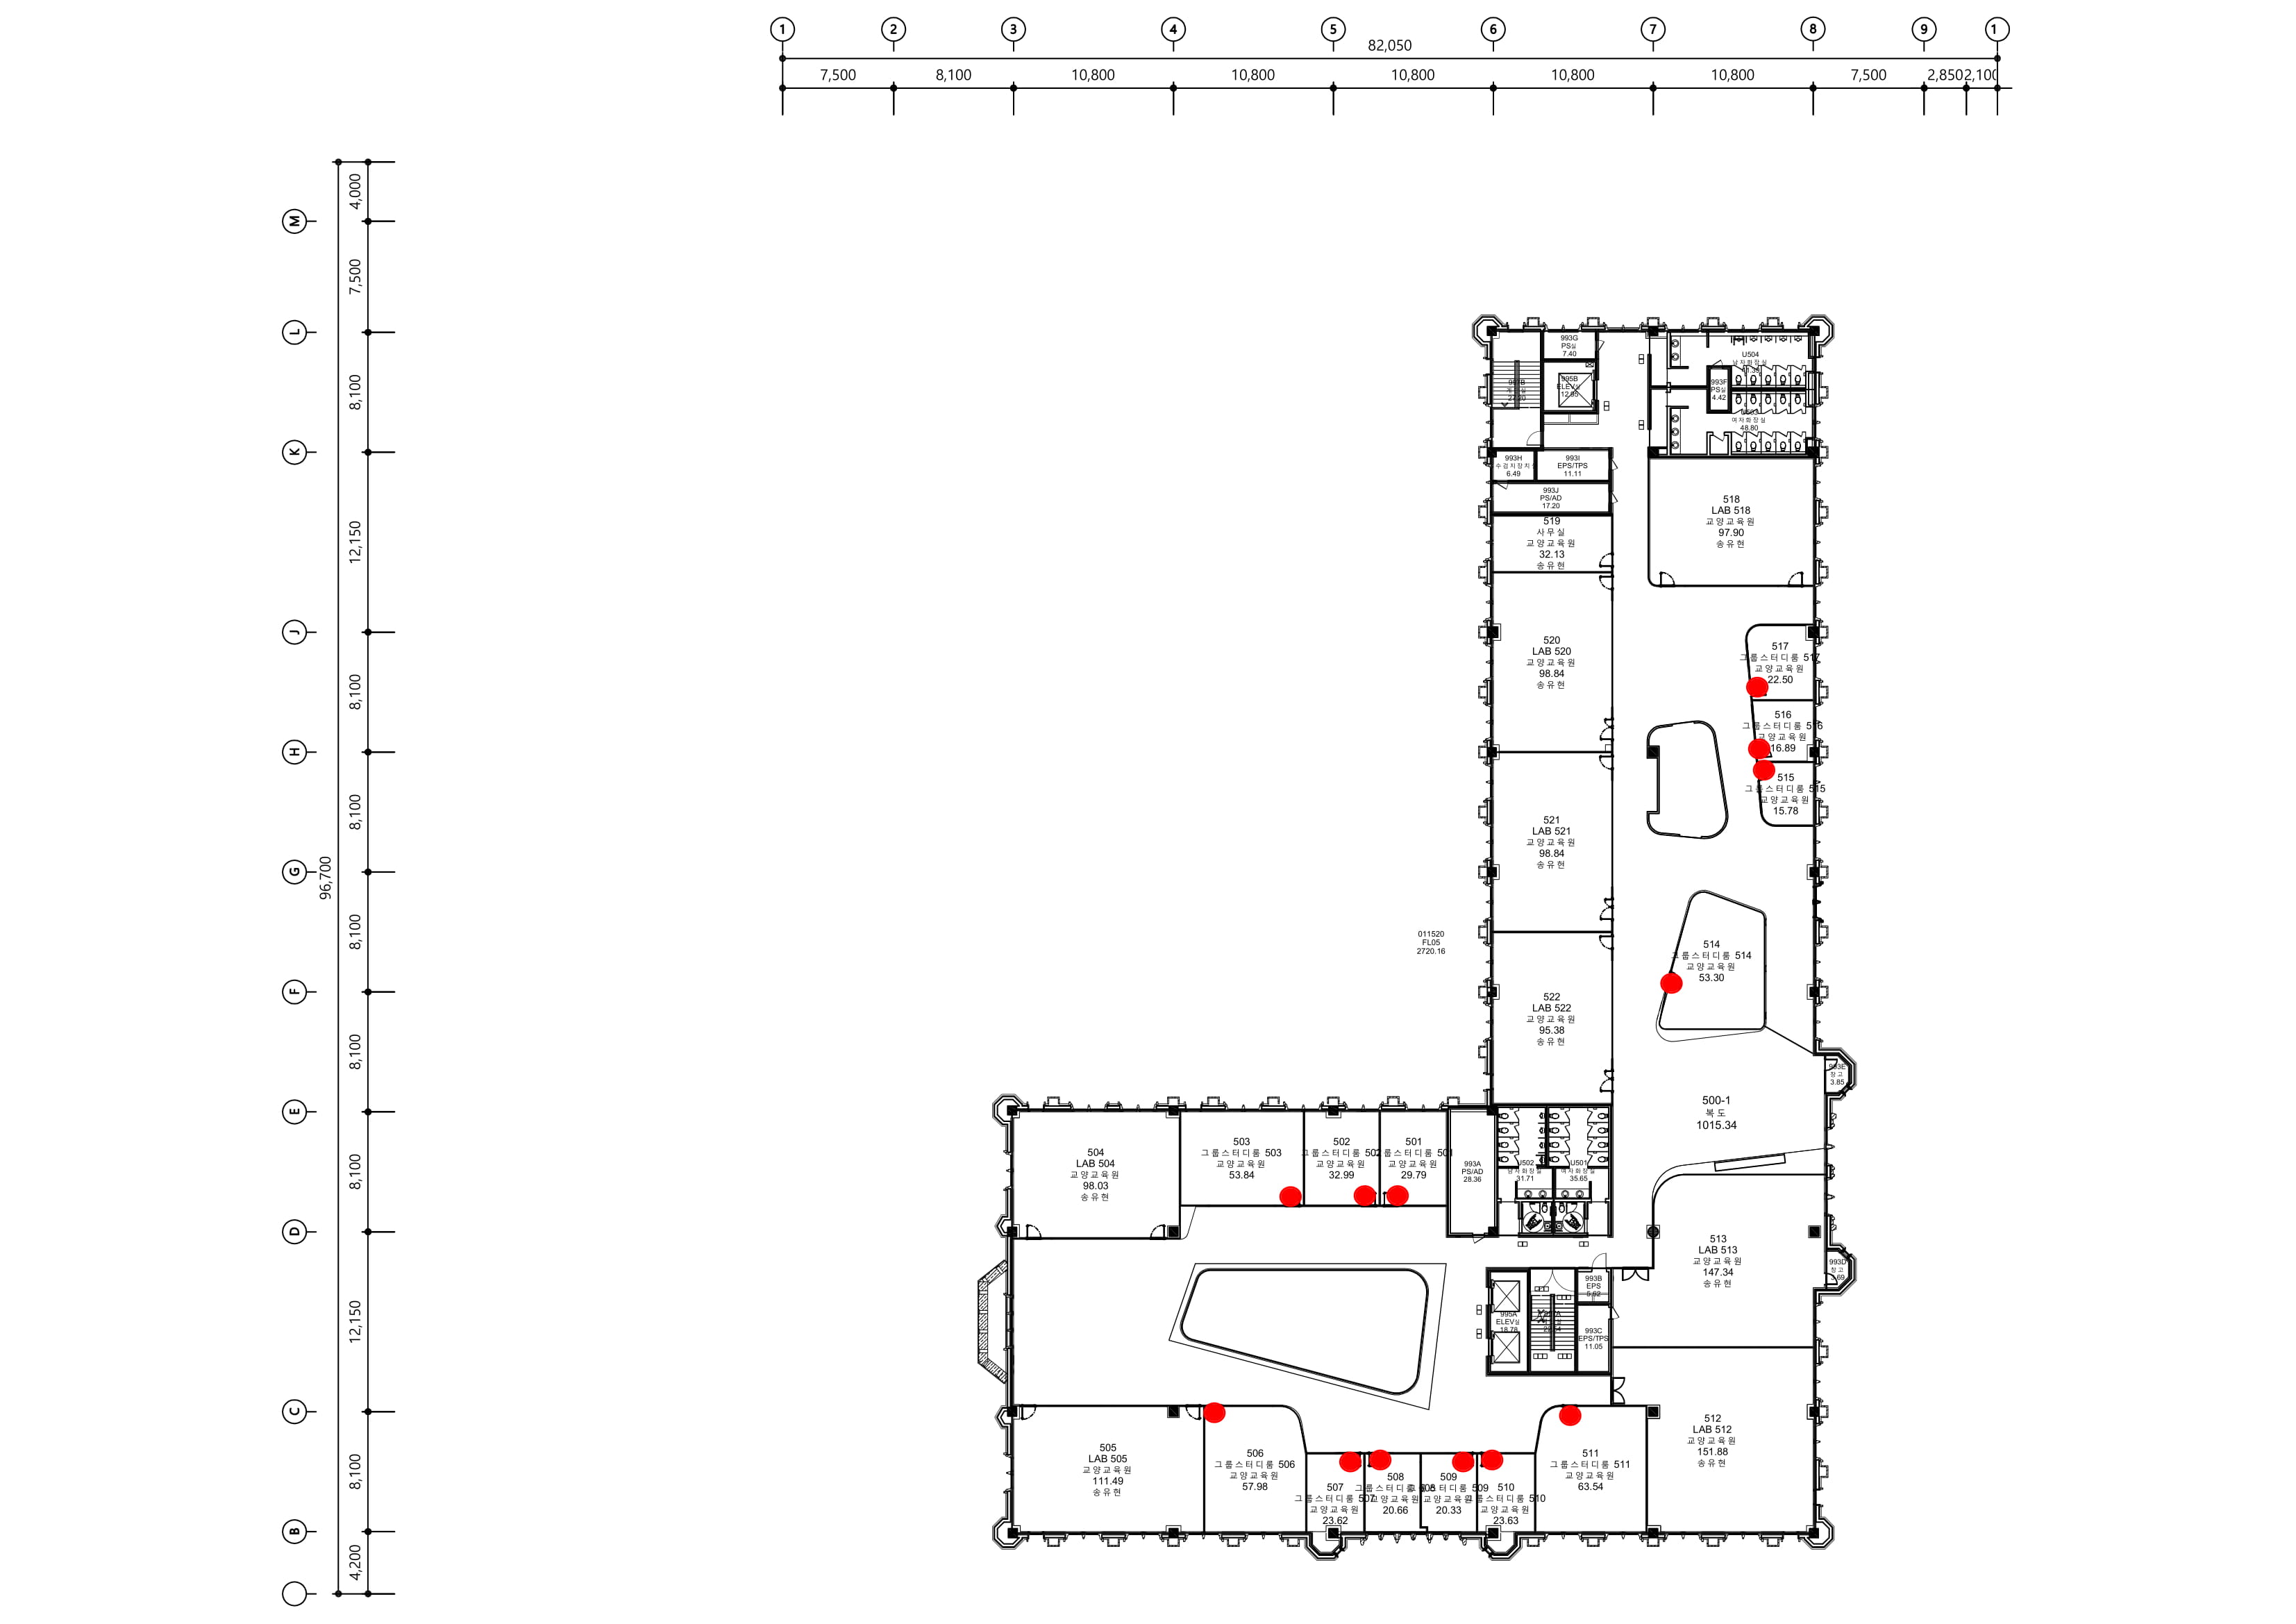 1 2 3 4 5 6 7 8 9 1
82,050
7,500 8,100 10,800 10,800 10,800 10,800 10,800 7,500 2,850 2,100
4,000
M
7,500
L
8,100
K
12,150
J
8,100
H
8,100
96,700
G
8,100
F
8,100
E
8,100
D
12,150
C
8,100
B
4,200
993G
PS실
7.40
995B
ELEV실
12.95
U504
남자화장실
993F
PS실
4.42
여자화장실
48.80
993H
6.49
993I
EPS/TPS
11.11
993J
PS/AD
17.20
519
사무실
교양교육원
32.13
송유현
518
LAB 518
교양교육원
97.90
송유현
520
LAB 520
교양교육원
98.84
송유현
517
그룹스터디룸 517
교양교육원
22.50
516
그룹스터디룸 516
교양교육원
16.89
515
그룹스터디룸 515
교양교육원
15.78
521
LAB 521
교양교육원
98.84
송유현
011520
FL05
2720.16
514
그룹스터디룸 514
교양교육원
53.30
522
LAB 522
교양교육원
95.38
송유현
993E
창고
3.85
500-1
복도
1015.34
504
LAB 504
교양교육원
98.03
송유현
503
그룹스터디룸 503
교양교육원
53.84
502
그룹스터디룸 502
교양교육원
32.99
501
그룹스터디룸 501
교양교육원
29.79
993A
PS/AD
28.36
U502
남자화장실
31.71
U501
여자화장실
35.65
513
LAB 513
교양교육원
147.34
송유현
993D
창고
993B
EPS
5.62
995A
ELEV실
18.78
993C
EPS/TPS
11.05
505
LAB 505
교양교육원
111.49
송유현
506
그룹스터디룸 506
교양교육원
57.98
507
그룹스터디룸 507
교양교육원
23.62
508
그룹스터디룸 508
교양교육원
20.66
509
그룹스터디룸 509
교양교육원
20.33
510
그룹스터디룸 510
교양교육원
23.63
511
그룹스터디룸 511
교양교육원
63.54
512
LAB 512
교양교육원
151.88
송유현